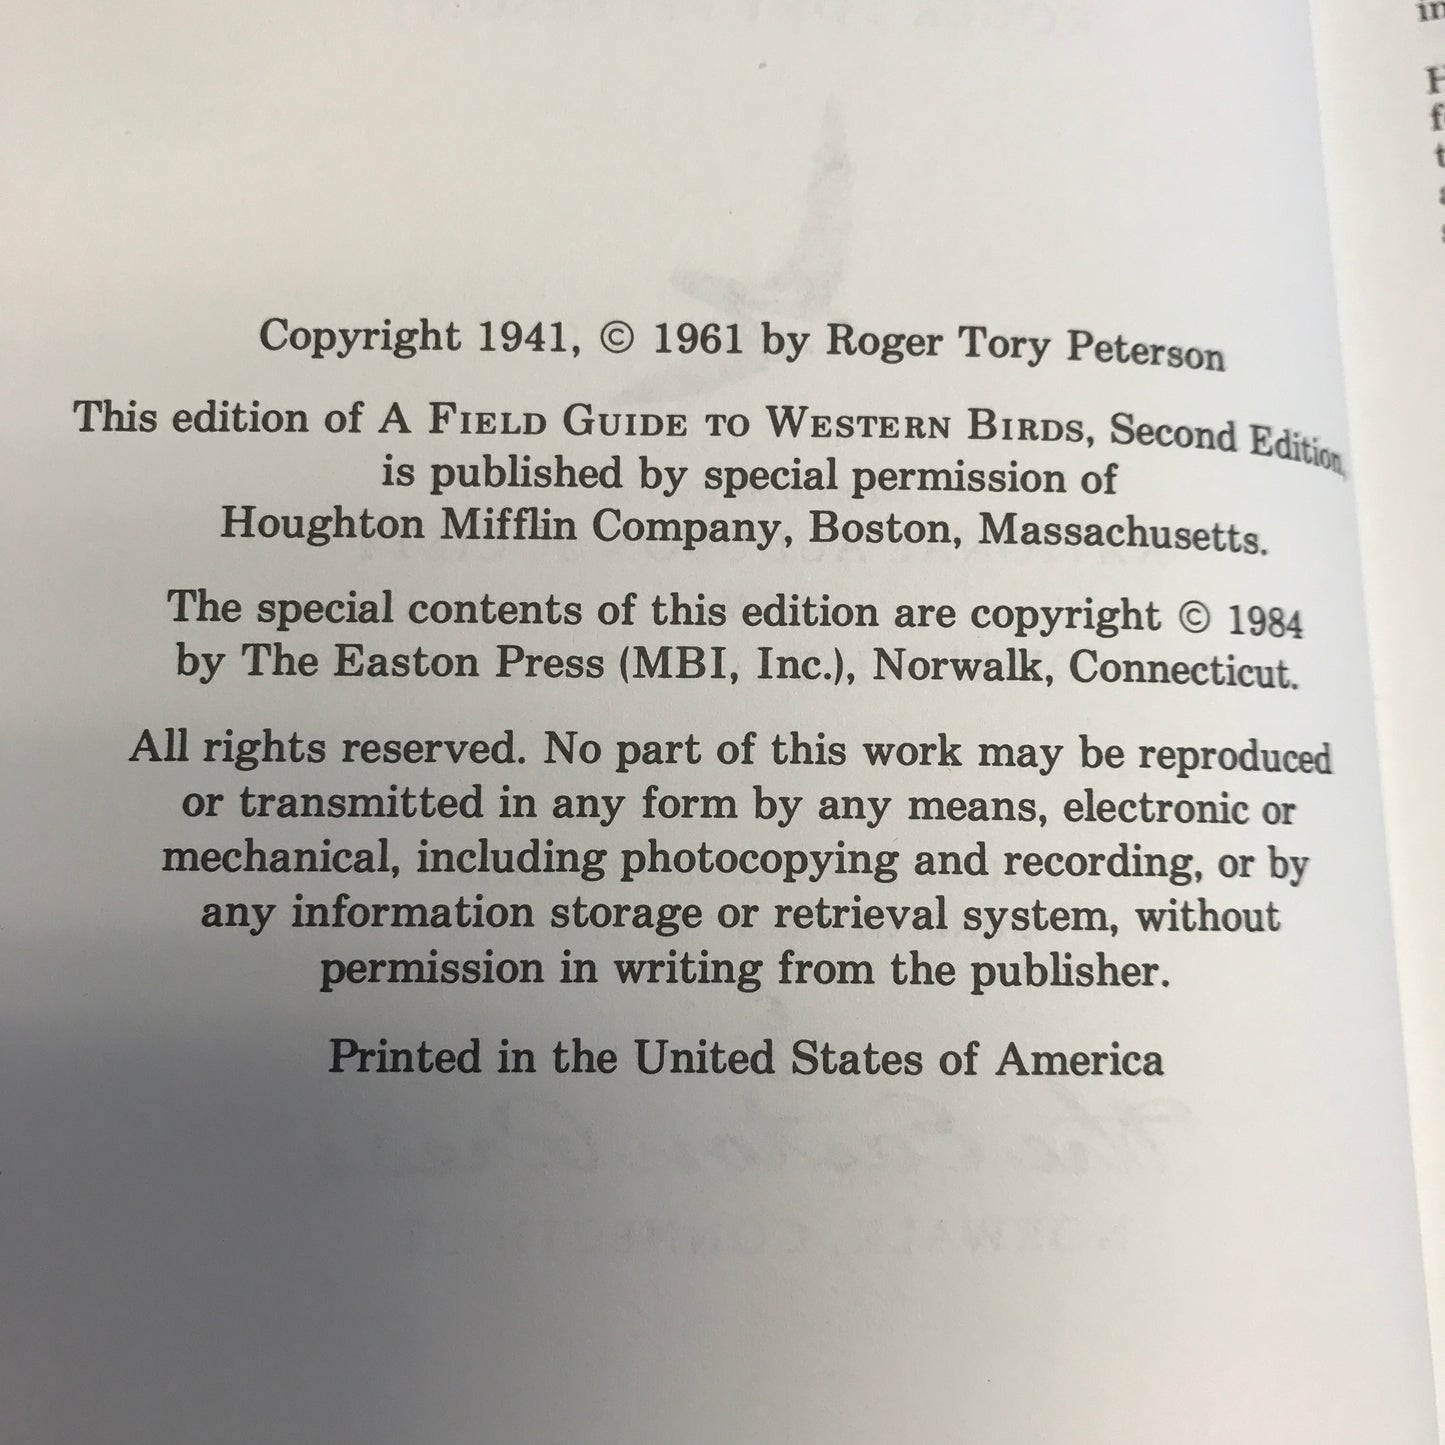 Copyright 1941, © 1961 by Roger Tory Peterson
This edition of A FIELD GUIDE TO WESTERN BIRDS, Second Edition,
is published by special permission of
Houghton Mifflin Company, Boston, Massachusetts.
The special contents of this edition are copyright © 1984
by The Easton Press (MBI, Inc.), Norwalk, Connecticut.
All rights reserved. No part of this work may be reproduced
or transmitted in any form by any means, electronic or
mechanical, including photocopying and recording, or by
any information storage or retrieval system, without
permission in writing from the publisher.
Printed in the United States of America